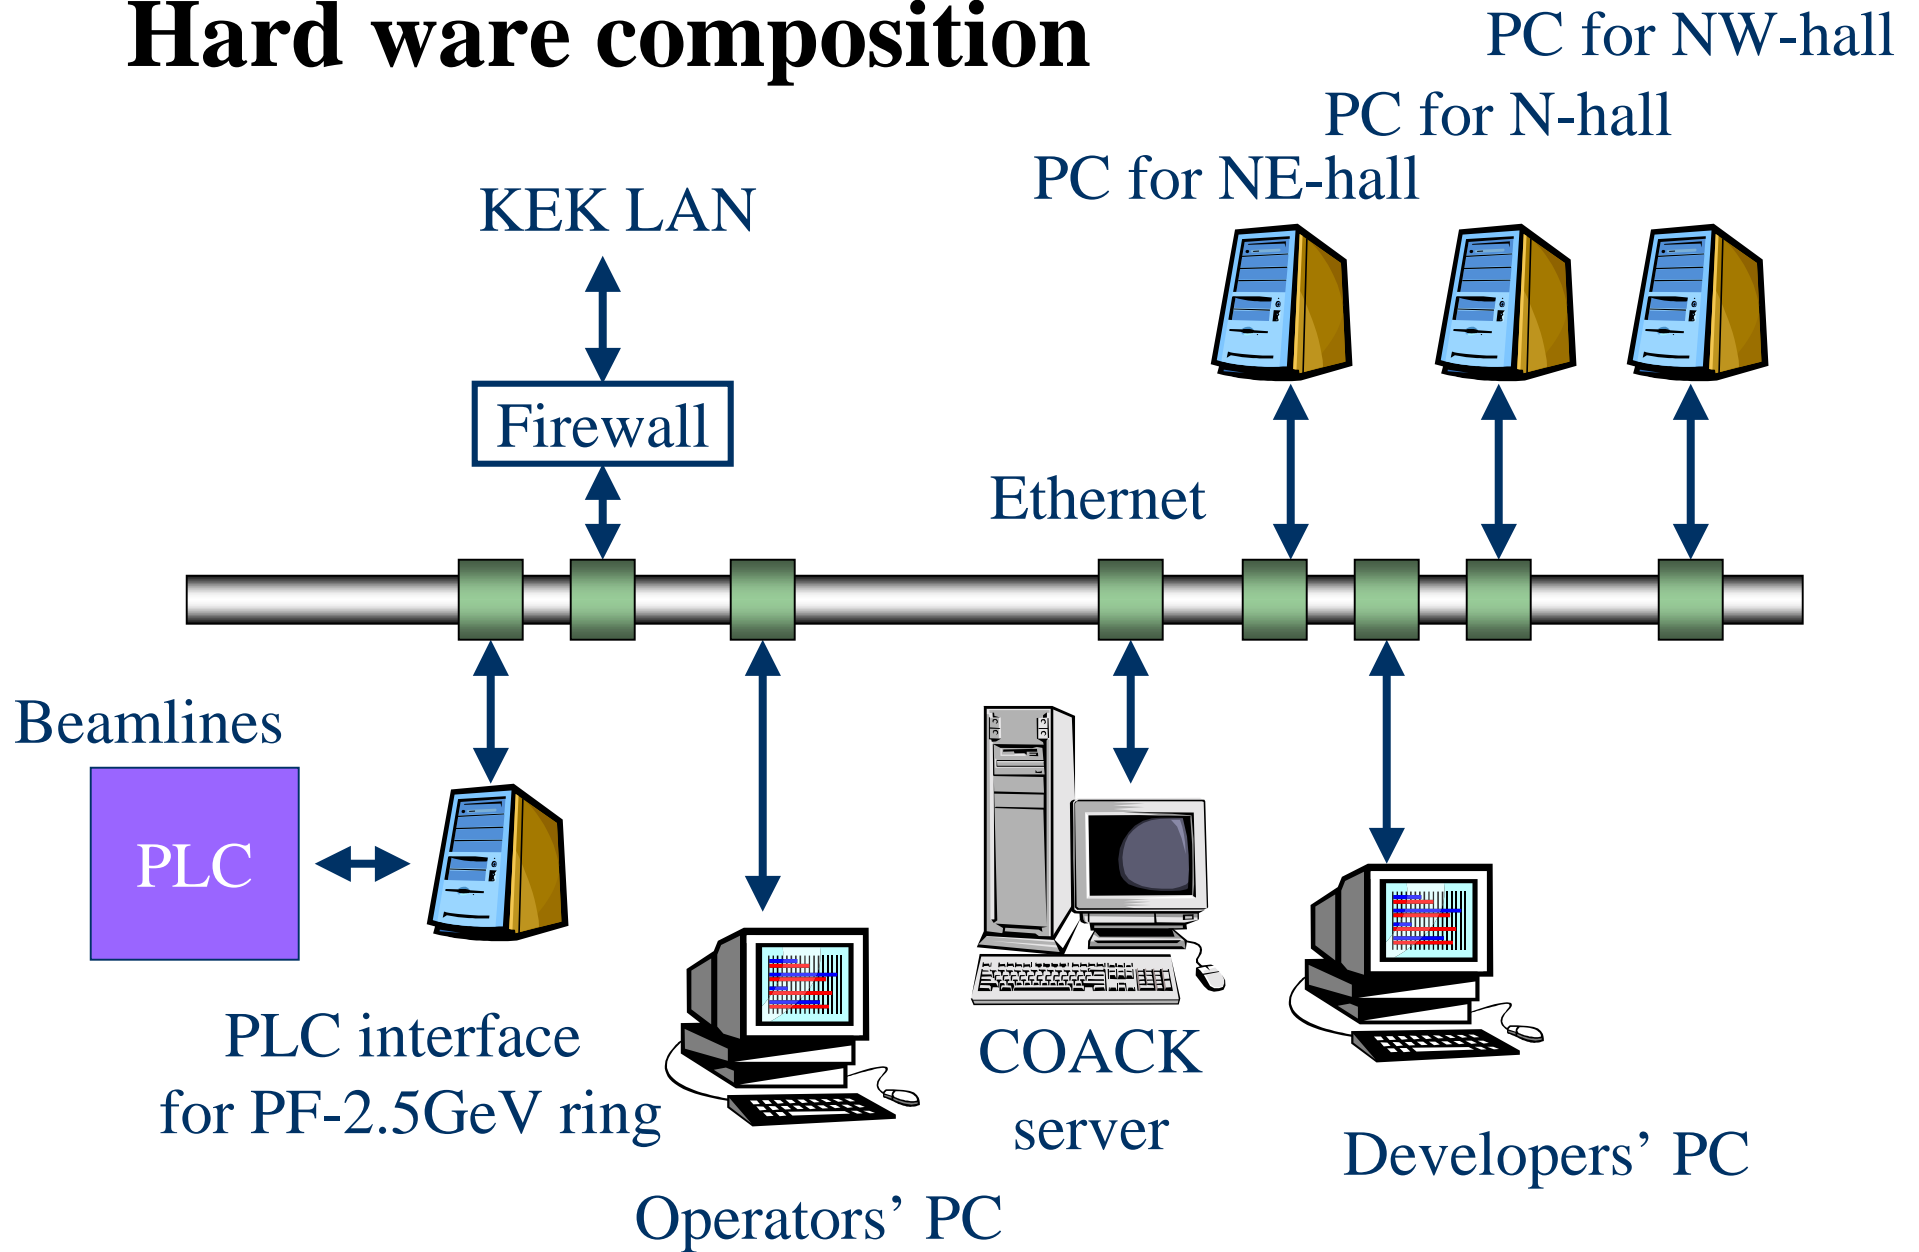 Hard ware composition
PC for NW-hall
PC for N-hall
PC for NE-hall
KEK LAN
Firewall
Ethernet
Beamlines
PLC
PLC interface
for PF-2.5GeV ring
COACK
server
Developers’ PC
Operators’ PC